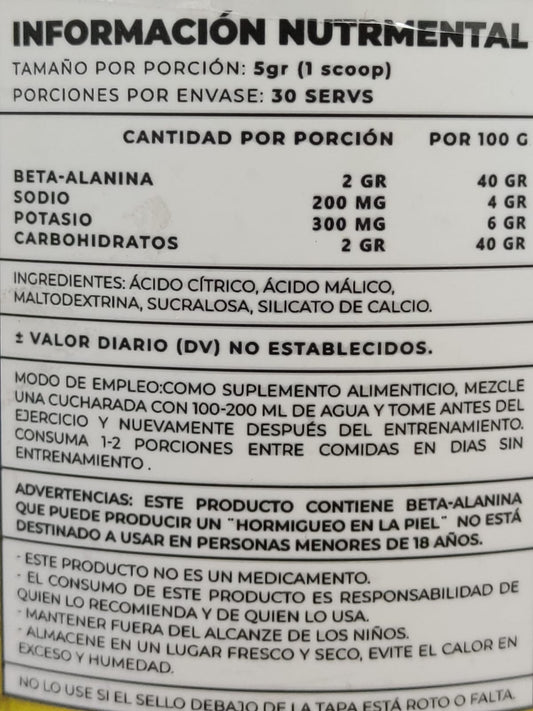 INFORMACIÓN NUTRMENTAL
TAMAÑO POR PORCIÓN: 5gr (1 scoop)
PORCIONES POR ENVASE: 30 SERVS
CANTIDAD POR PORCIÓN POR 100 G
BETA-ALANINA 2 GR 40 GR
SODIO 200 MG 4 GR
POTASIO 300 MG 6 GR
CARBOHIDRATOS 2 GR 40 GR
INGREDIENTES: ÁCIDO CÍTRICO, ÁCIDO MÁLICO,
MALTODEXTRINA, SUCRALOSA, SILICATO DE CALCIO.
± VALOR DIARIO (DV) NO ESTABLECIDOS.
MODO DE EMPLEO:COMO SUPLEMENTO ALIMENTICIO, MEZCLE
UNA CUCHARADA CON 100-200 ML DE AGUA Y TOME ANTES DEL
EJERCICIO Y NUEVAMENTE DESPUÉS DEL ENTRENAMIENTO.
CONSUMA 1-2 PORCIONES ENTRE COMIDAS EN DIAS SIN
ENTRENAMIENTO .
ADVERTENCIAS: ESTE PRODUCTO CONTIENE BETA-ALANINA
QUE PUEDE PRODUCIR UN ¨HORMIGUEO EN LA PIEL¨ NO ESTÁ
DESTINADO A USAR EN PERSONAS MENORES DE 18 AÑOS.
- ESTE PRODUCTO NO ES UN MEDICAMENTO.
- EL CONSUMO DE ESTE PRODUCTO ES RESPONSABILIDAD DE
QUIEN LO RECOMIENDA Y DE QUIEN LO USA.
- MANTENER FUERA DEL ALCANZE DE LOS NIÑOS.
- ALMACENE EN UN LUGAR FRESCO Y SECO, EVITE EL CALOR EN
EXCESO Y HUMEDAD.
NO LO USE SI EL SELLO DEBAJO DE LA TAPA ESTÁ ROTO O FALTA.